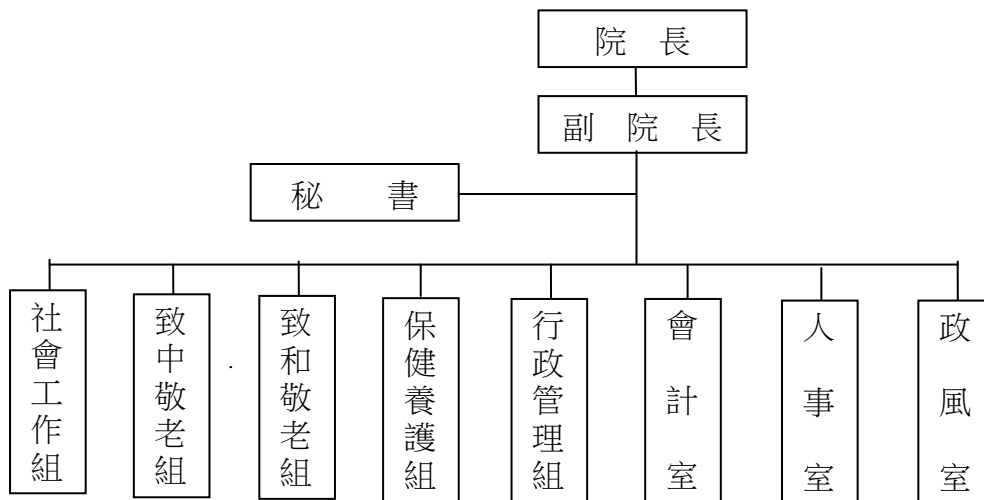 院 長
副 院 長
秘 書
社會工作組
致中敬老組
致和敬老組
保健養護組
行政管理組
會計室
人事室
政風室